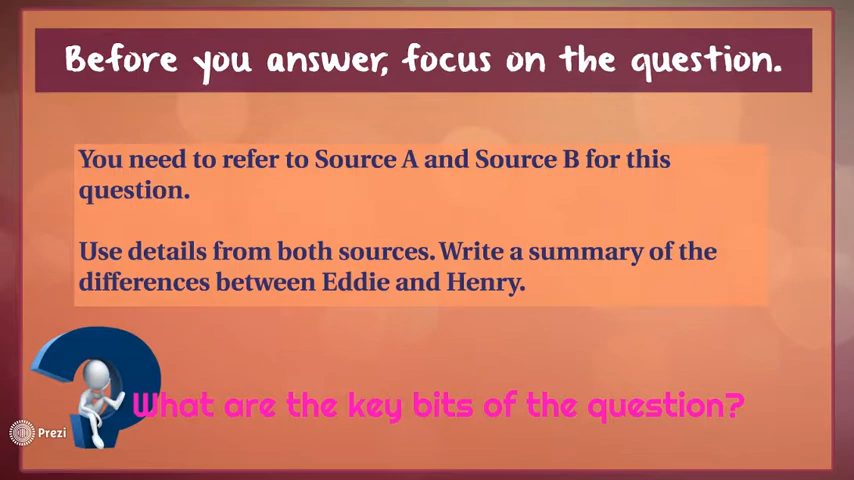 Before you answer, focus on the question.
You need to refer to Source A and Source B for this
question.
Use details from both sources. Write a summary of the
differences between Eddie and Henry.
What are the key bits of the question?
Prezi